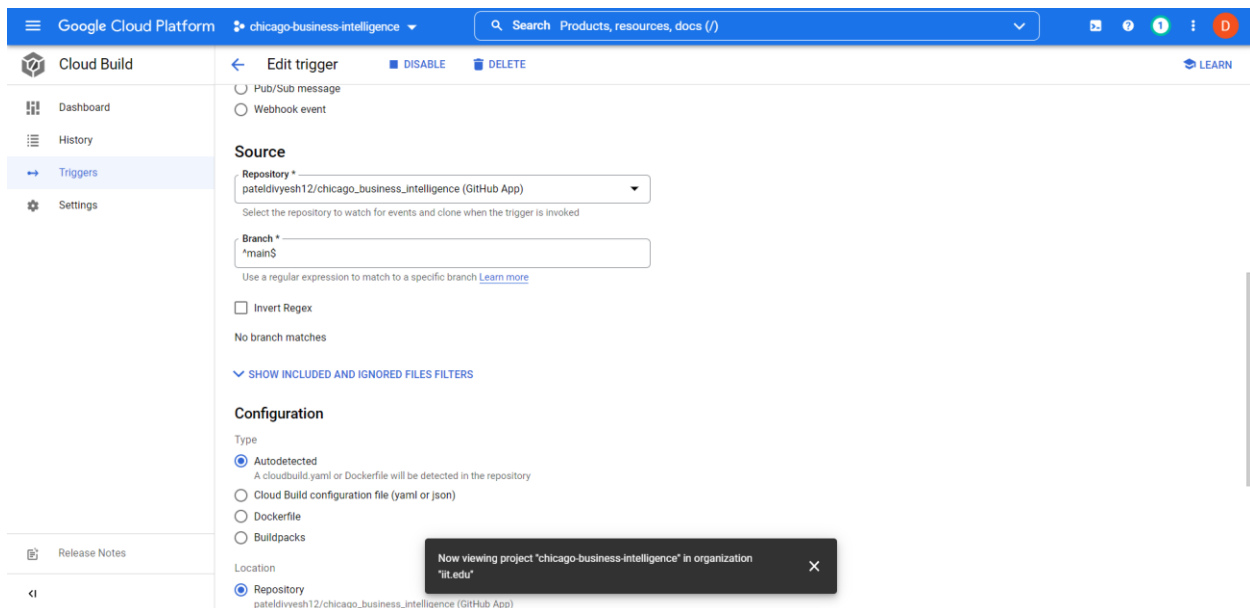 Google Cloud Platform
chicago-business-intelligence
Search Products, resources, docs (/)
1
D
Cloud Build
Edit trigger
DISABLE
DELETE
LEARN
Dashboard
History
Triggers
Settings
Pub/Sub message
Webhook event
Source
Repository *
pateldivyesh12/chicago_business_intelligence (GitHub App)
Select the repository to watch for events and clone when the trigger is invoked
Branch *
^main$
Use a regular expression to match to a specific branch Learn more
Invert Regex
No branch matches
SHOW INCLUDED AND IGNORED FILES FILTERS
Configuration
Type
Autodetected
A cloudbuild.yaml or Dockerfile will be detected in the repository
Cloud Build configuration file (yaml or json)
Dockerfile
Buildpacks
Location
Repository
pateldivyesh12/chicago_business_intelligence (GitHub App)
Release Notes
Now viewing project "chicago-business-intelligence" in organization
"iit.edu"